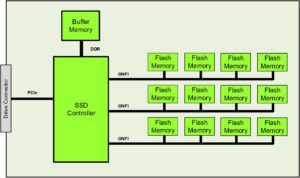 Buffer
Memory
DDR
Flash
Memory
Flash
Memory
Flash
Memory
Flash
Memory
ONFI
Drive Connector
PCIe
SSD
Controller
Flash
Memory
Flash
Memory
Flash
Memory
Flash
Memory
ONFI
Flash
Memory
Flash
Memory
Flash
Memory
Flash
Memory
ONFI